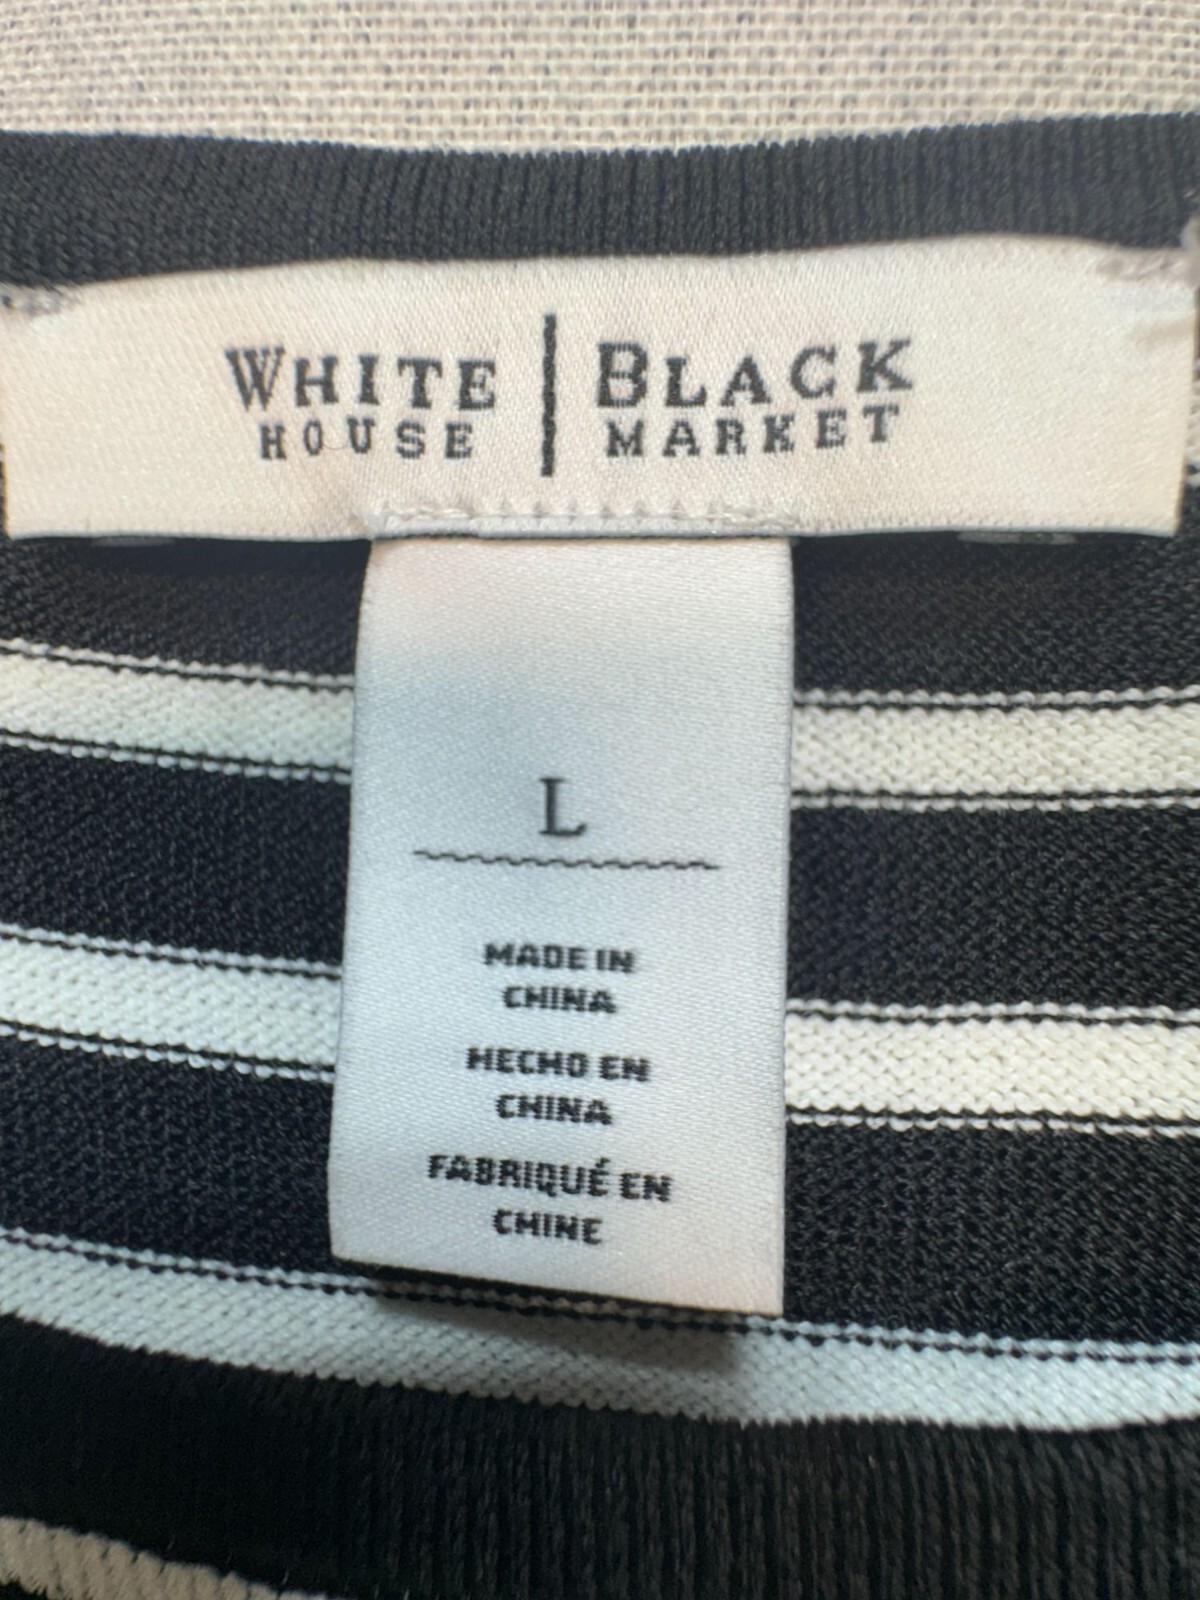 WHITE | BLACK
HOUSE | MARKET
L
MADE IN
CHINA
HECHO EN
CHINA
FABRIQUÉ EN
CHINE